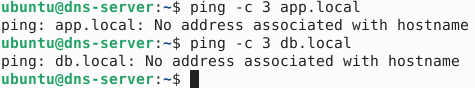 ubuntu@dns-server:~$ ping -c 3 app.local
ping: app.local: No address associated with hostname
ubuntu@dns-server:~$ ping -c 3 db.local
ping: db.local: No address associated with hostname
ubuntu@dns-server:~$